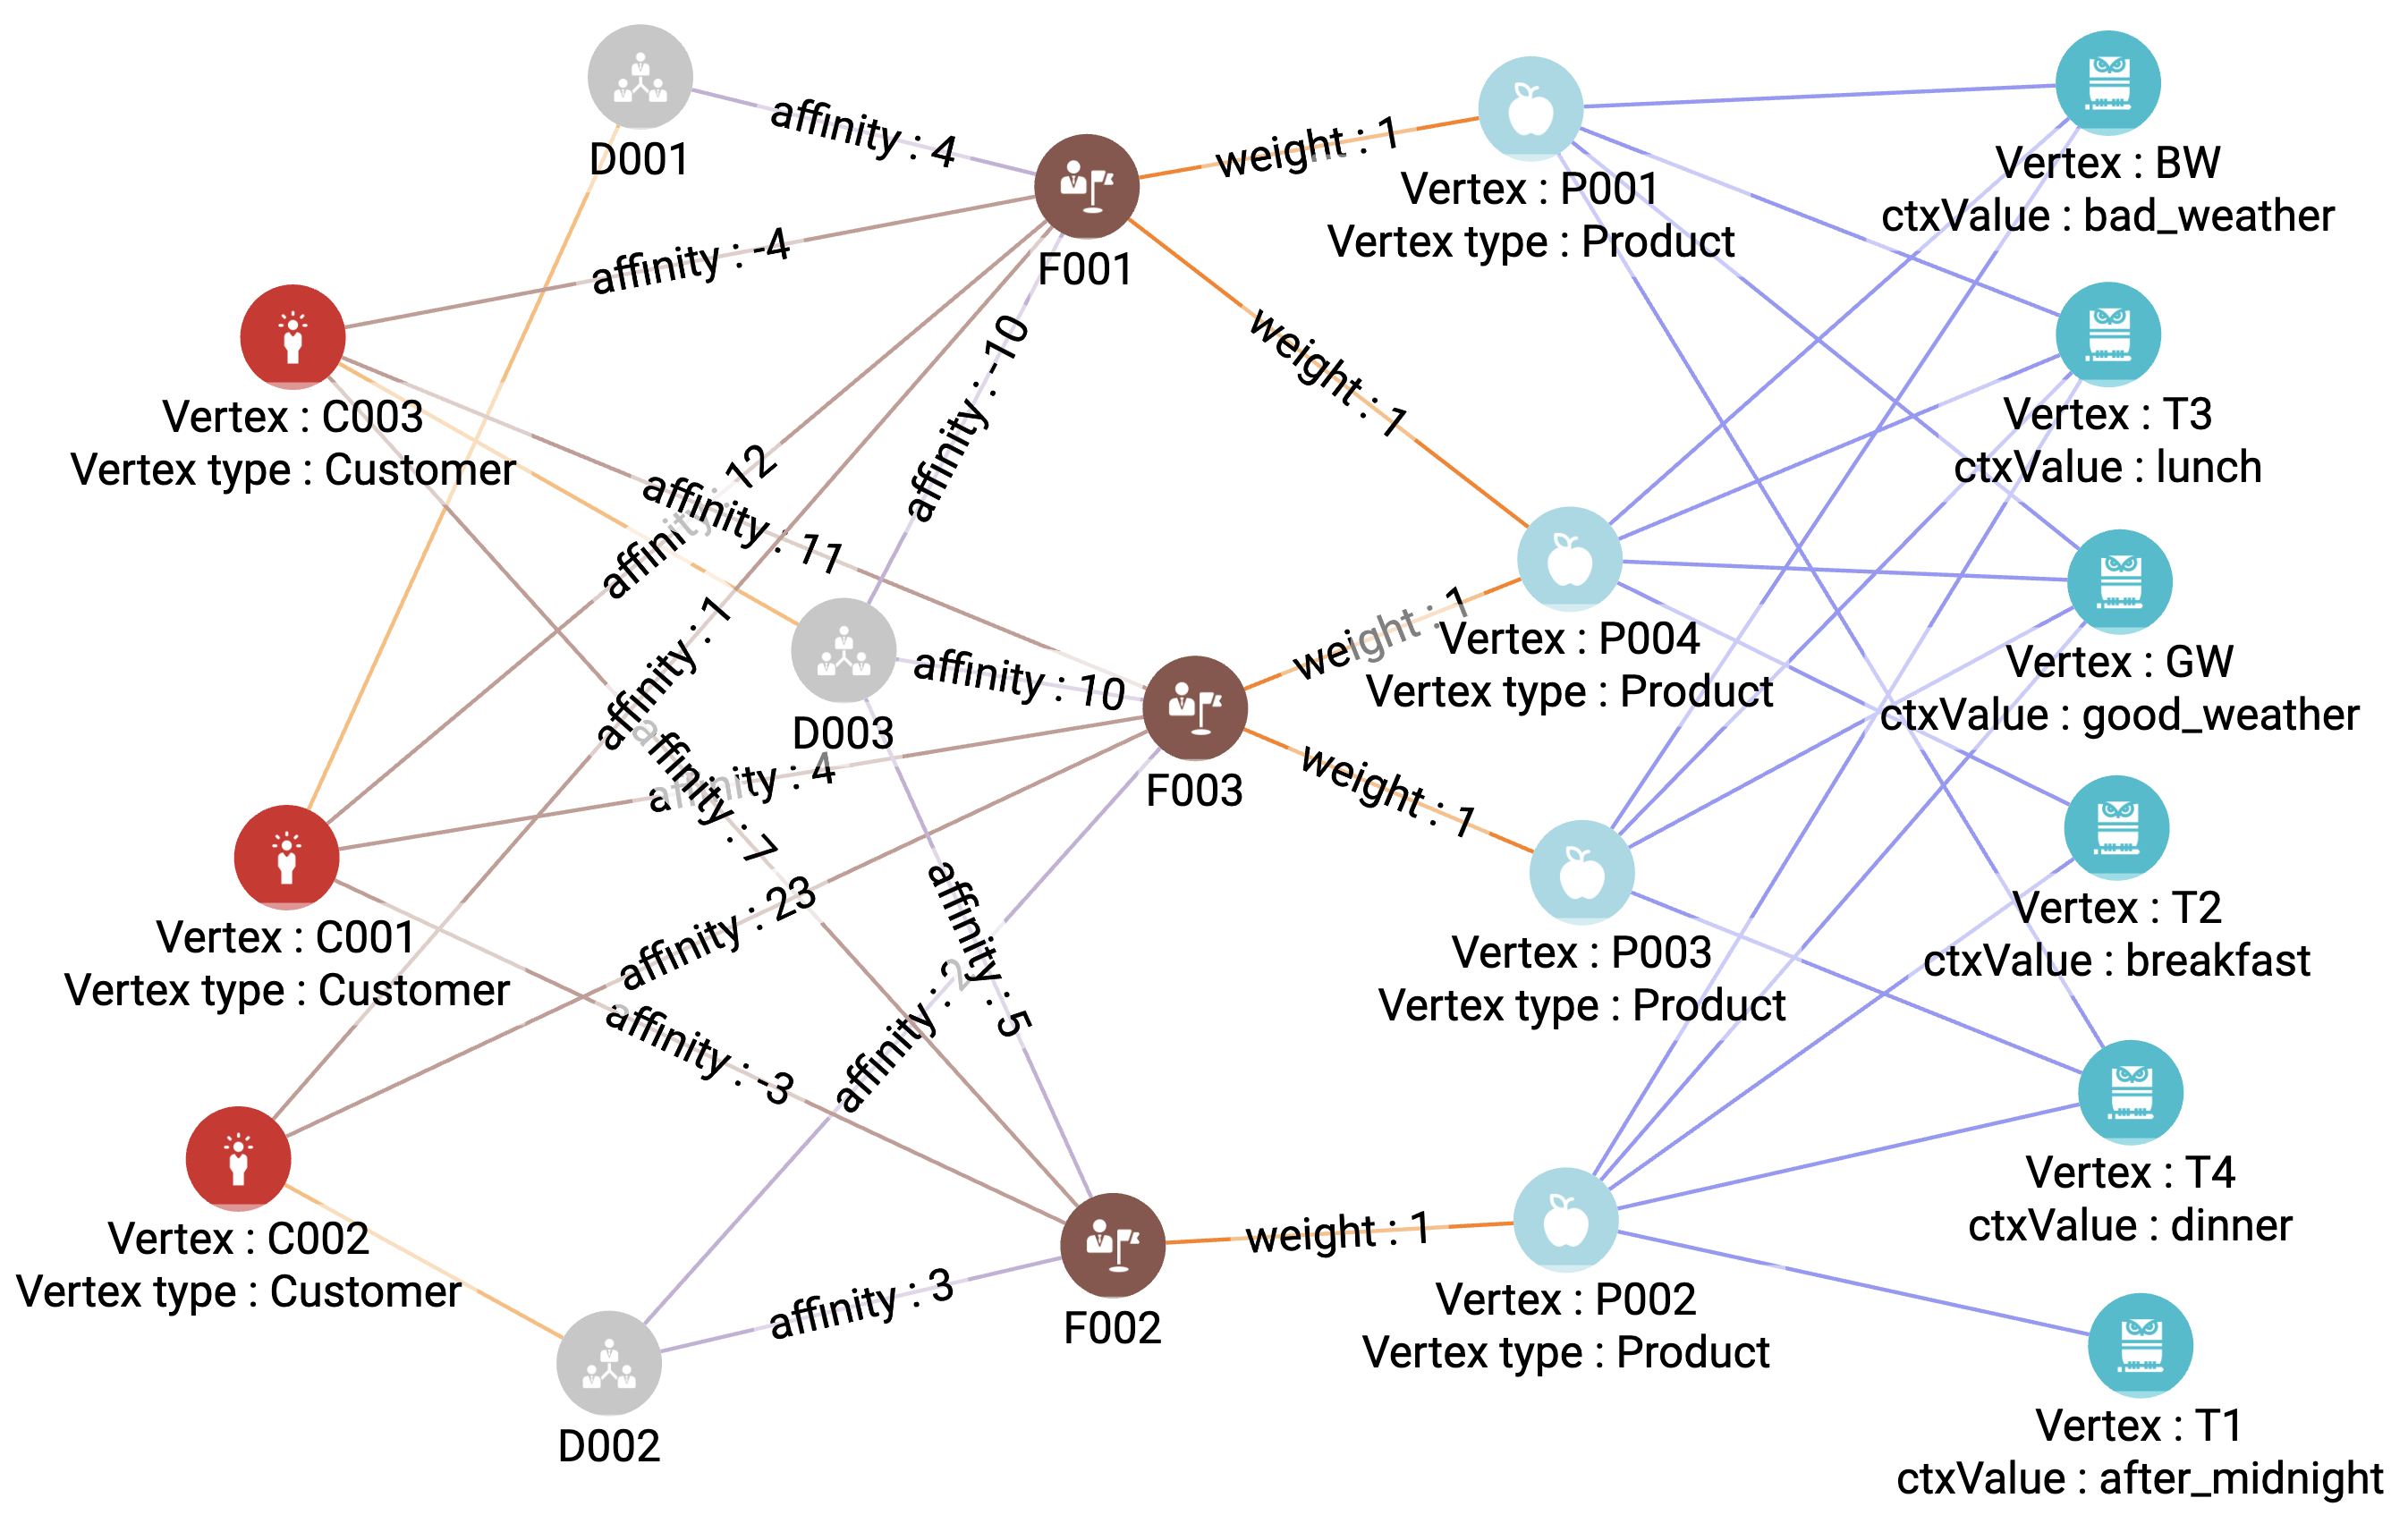 D001
affinity : 4
F001
weight : 1
Vertex : P001
Vertex type : Product
Vertex : BW
ctxValue : bad_weather
affinity : -4
Vertex : C003
Vertex type : Customer
affinity : -10
weight : 1
Vertex : T3
ctxValue : lunch
affinity : 12
affinity : 11
affinity : 1
D003
affinity : 10
F003
weight : 1
Vertex : P004
Vertex type : Product
Vertex : GW
ctxValue : good_weather
affinity : 4
affinity : 7
weight : 1
Vertex : C001
Vertex type : Customer
affinity : 23
affinity : 5
affinity : 2
Vertex : P003
Vertex type : Product
Vertex : T2
ctxValue : breakfast
affinity : -3
Vertex : C002
Vertex type : Customer
affinity : 3
F002
weight : 1
Vertex : P002
Vertex type : Product
Vertex : T4
ctxValue : dinner
D002
Vertex : T1
ctxValue : after_midnight